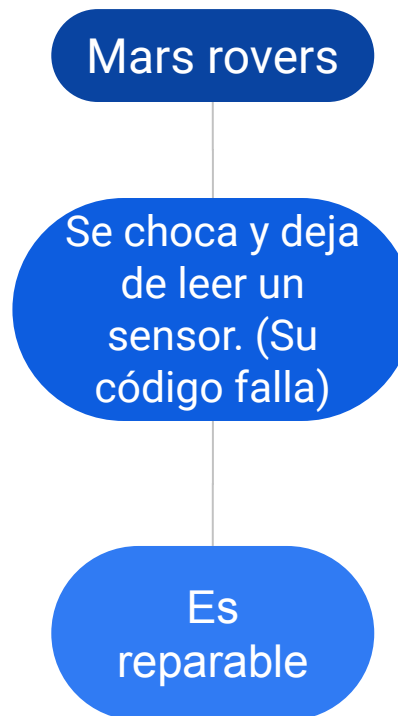 Mars rovers
Se choca y deja
de leer un
sensor. (Su
código falla)
Es
reparable